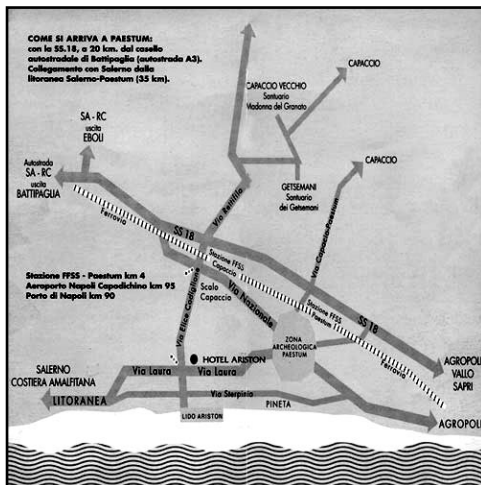 COME SI ARRIVA A PAESTUM:
con la SS.18, a 20 km. dal casello
autostradale di Battipaglia (autostrada A3).
Collegamento con Salerno dalla
litoranea Salerno-Paestum (35 km).
CAPACCIO
CAPACCIO VECCHIO
Santuario
Madonna del Granato
SA - RC
uscita
EBOLI
CAPACCIO
Autostrada
SA - RC
uscita
BATTIPAGLIA
GETSEMANI
Santuario
dei Getsemani
Ferrovia
SS 18
Via Rettifilo
Via Capazio-Paestum
Stazione FFSS
Capaccio
Stazione FFSS - Paestum km 4
Aeroporto Napoli Capodichino km 95
Porto di Napoli km 90
Scalo
Capaccio
Via Nazionale
Stazione FFSS
Paestum
SS 18
ZONA
ARCHEOLOGICA
PAESTUM
HOTEL ARISTON
AGROPOLI
VALLO
SAPRI
Ferrovia
SALERNO
COSTIERA AMALFITANA
Via Laura
Via Laura
LITORANEA
Via Sterpinia
PINETA
LIDO ARISTON
AGROPOLI